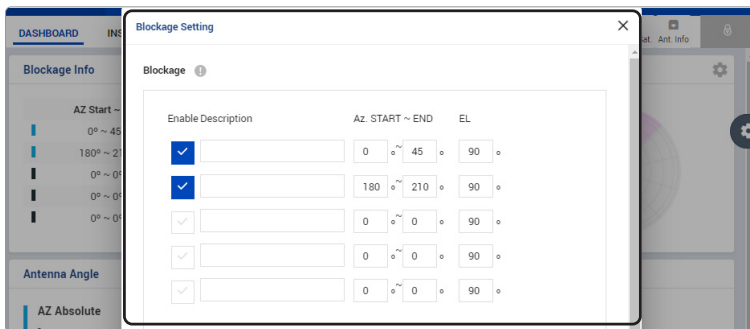 DASHBOARD
INS
Blockage Setting
at. Ant. Info
Blockage Info
Blockage
AZ Start ~
0° ~ 45
180° ~ 21
0° ~ 0°
0° ~ 0°
0° ~ 0°
Enable Description Az. START ~ END EL
0 ° ~ 45 ° 90 °
180 ° ~ 210 ° 90 °
0 ° ~ 0 ° 90 °
0 ° ~ 0 ° 90 °
0 ° ~ 0 ° 90 °
Antenna Angle
AZ Absolute